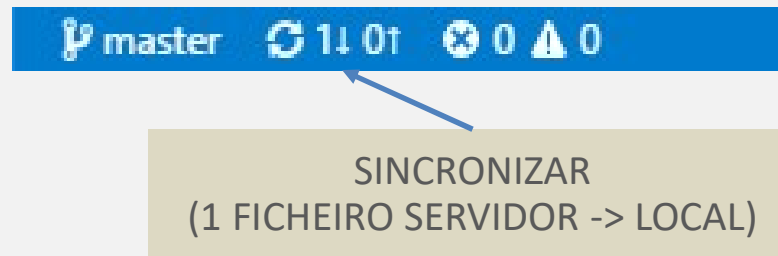 master 1↓ 0↑ 0 0
SINCRONIZAR
(1 FICHEIRO SERVIDOR -> LOCAL)